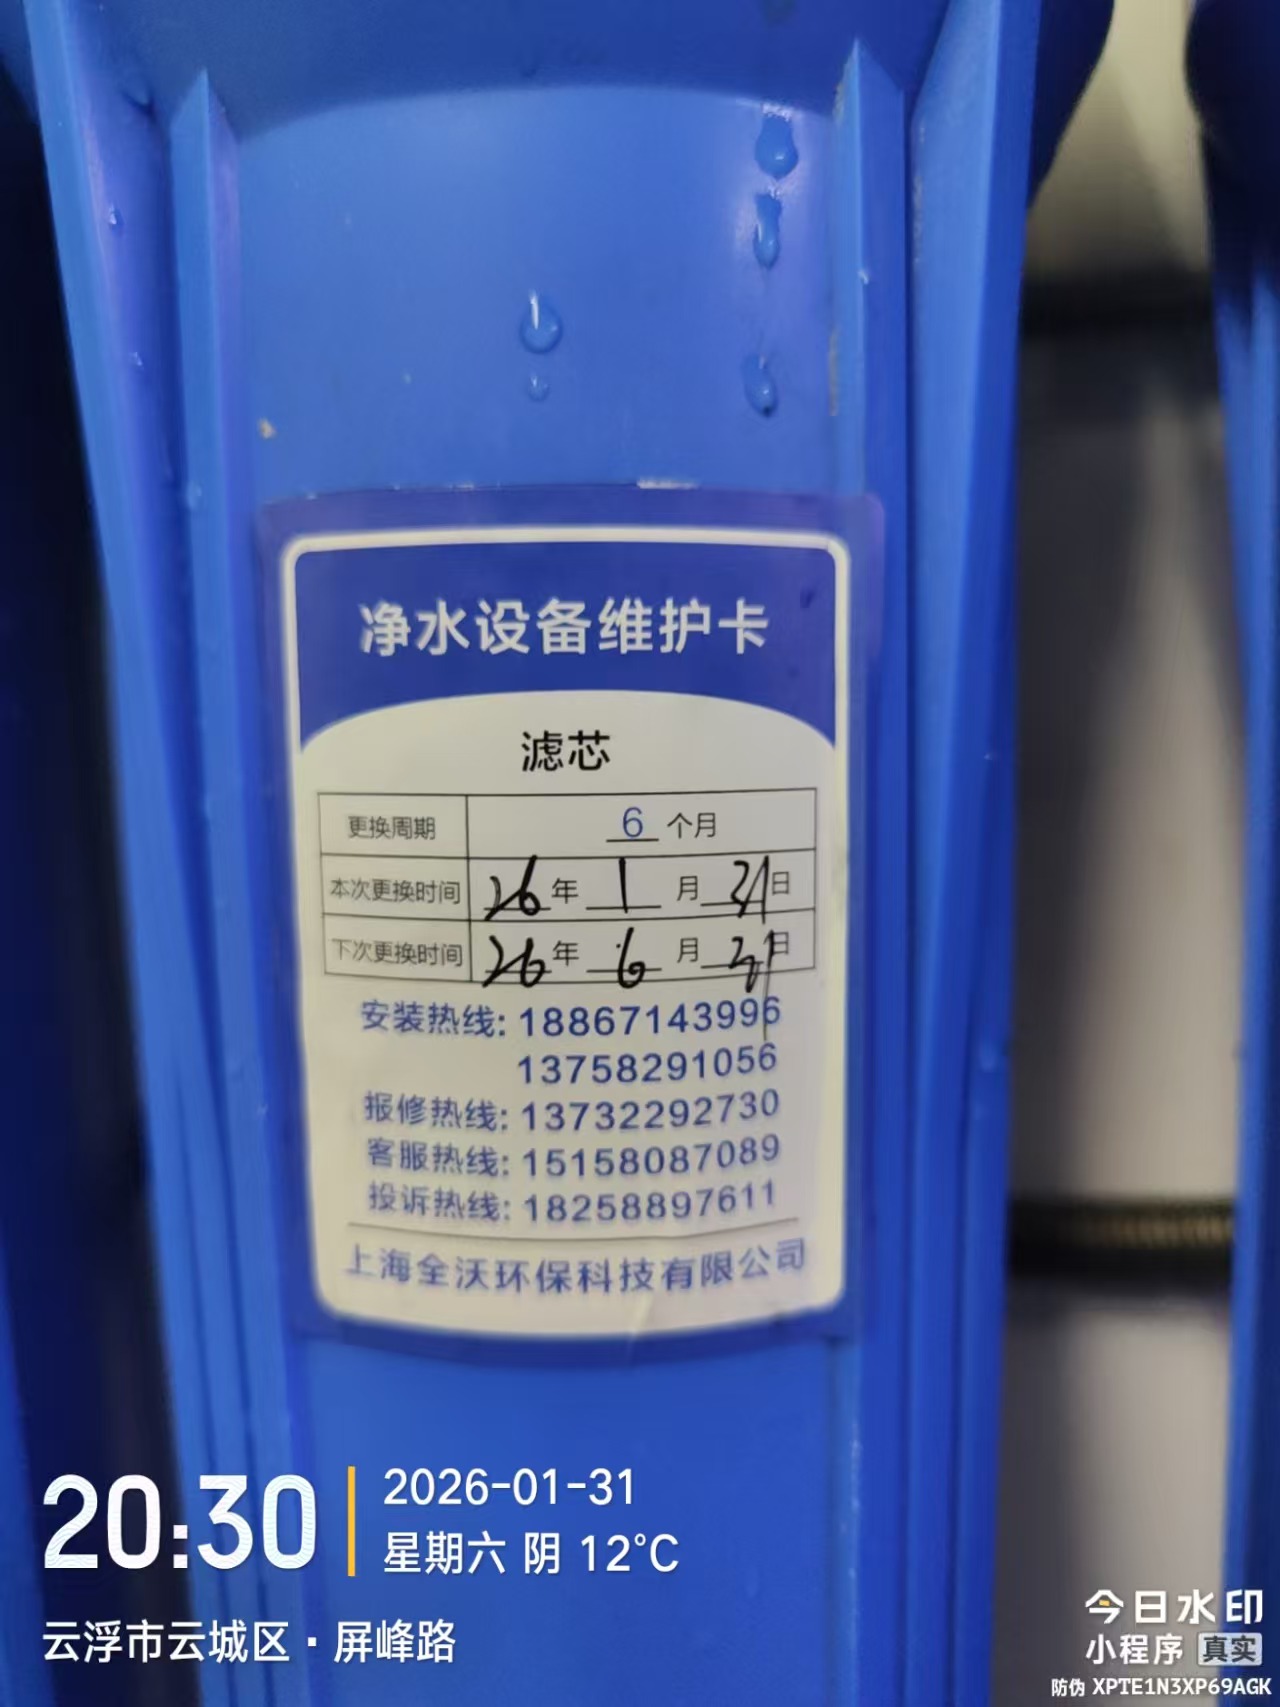 净水设备维护卡
滤芯
更换周期 6 个月
本次更换时间 26 年 1 月 31 日
下次更换时间 26 年 6 月 31 日
安装热线: 18867143996
13758291056
报修热线: 13732292730
客服热线: 15158087089
投诉热线: 18258897611
上海全沃环保科技有限公司
20:30
2026-01-31
星期六 阴 12°C
云浮市云城区·屏峰路
今日水印
小程序 真实
防伪 XPTE1N3XP69AGK